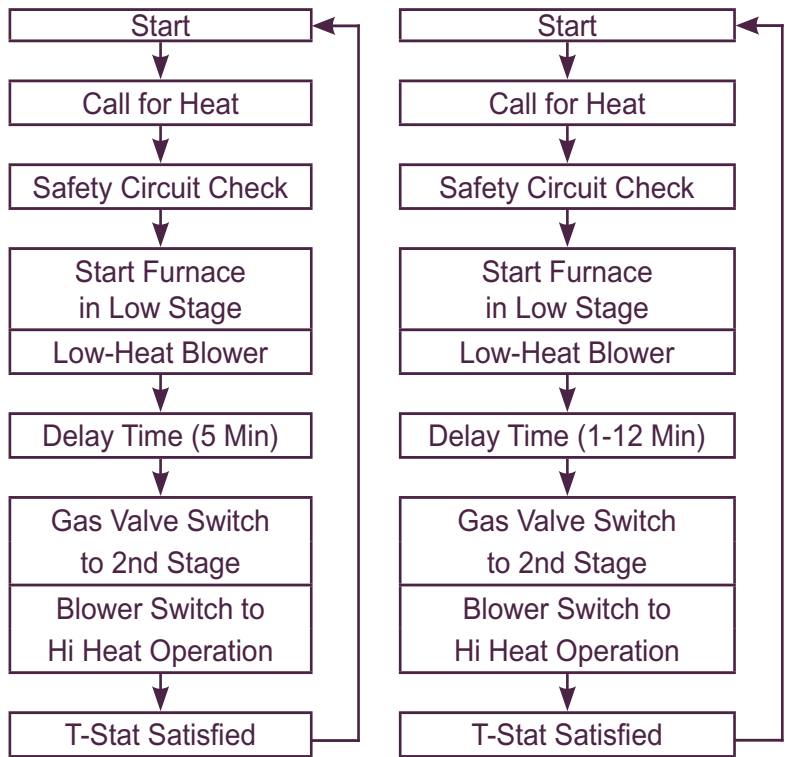 Start
Call for Heat
Safety Circuit Check
Start Furnace
in Low Stage
Low-Heat Blower
Delay Time (5 Min)
Gas Valve Switch
to 2nd Stage
Blower Switch to
Hi Heat Operation
T-Stat Satisfied
Start
Call for Heat
Safety Circuit Check
Start Furnace
in Low Stage
Low-Heat Blower
Delay Time (1-12 Min)
Gas Valve Switch
to 2nd Stage
Blower Switch to
Hi Heat Operation
T-Stat Satisfied